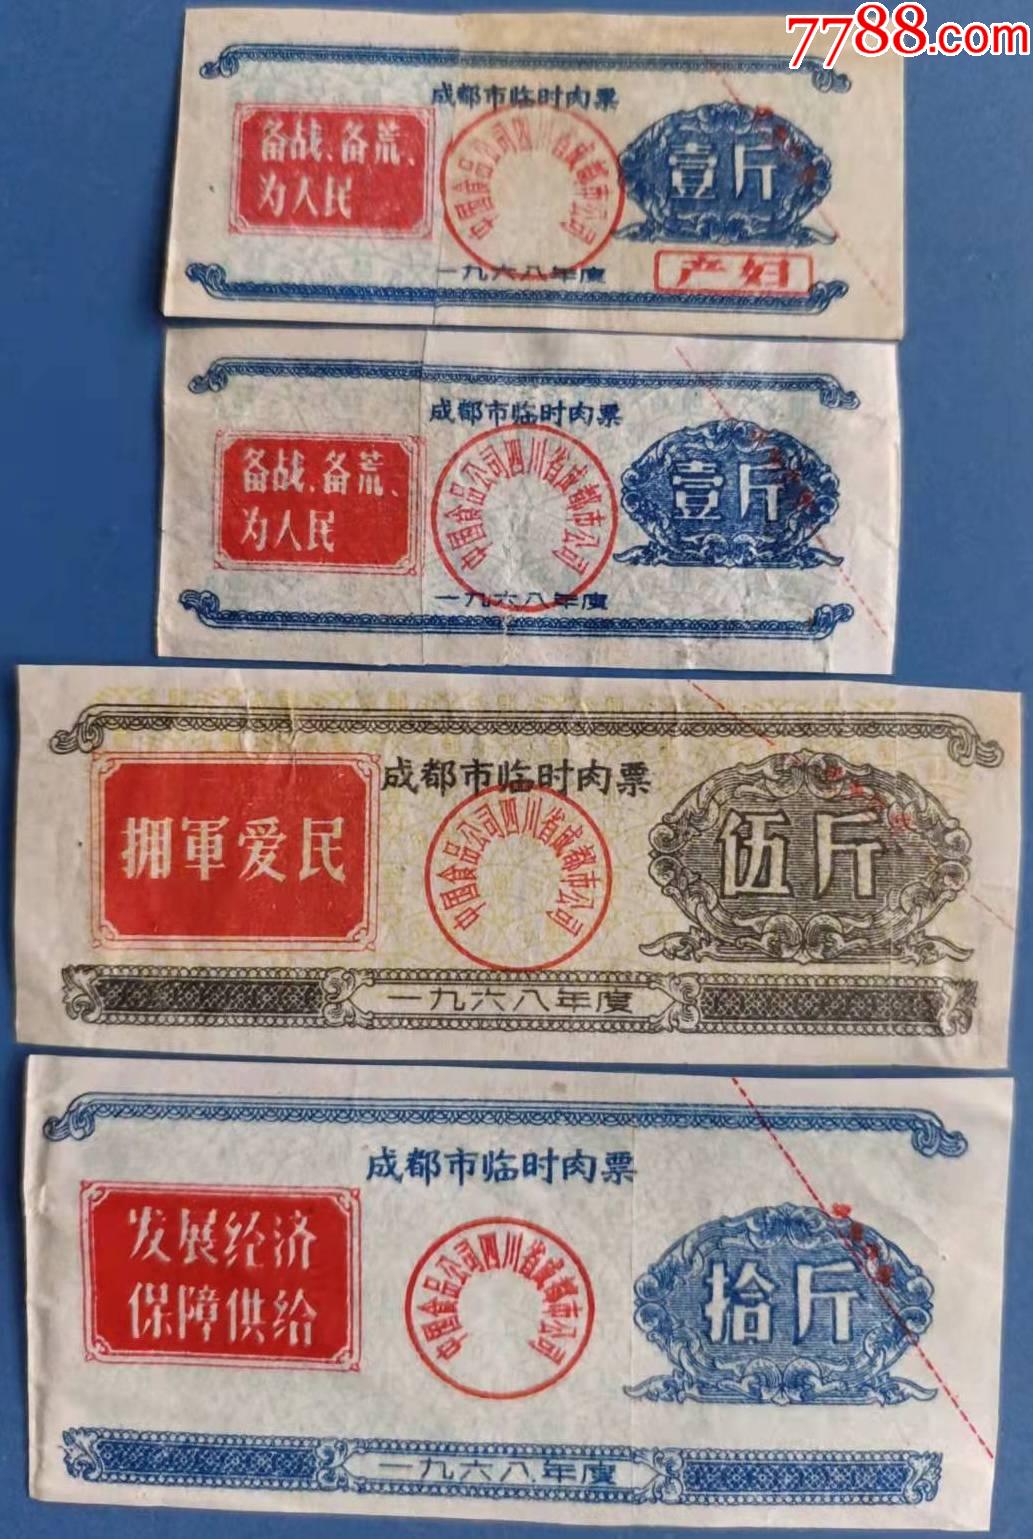 7788.com
成都市临时肉票
备战、备荒、
为人民
中国食品公司四川省成都市公司
壹斤
一九六八年度
产妇
成都市临时肉票
备战、备荒、
为人民
中国食品公司四川省成都市公司
壹斤
一九六八年度
成都市临时肉票
拥軍爱民
中国食品公司四川省成都市公司
伍斤
一九六八年度
成都市临时肉票
发展经济
保障供给
中国食品公司四川省成都市公司
拾斤
一九六八年度